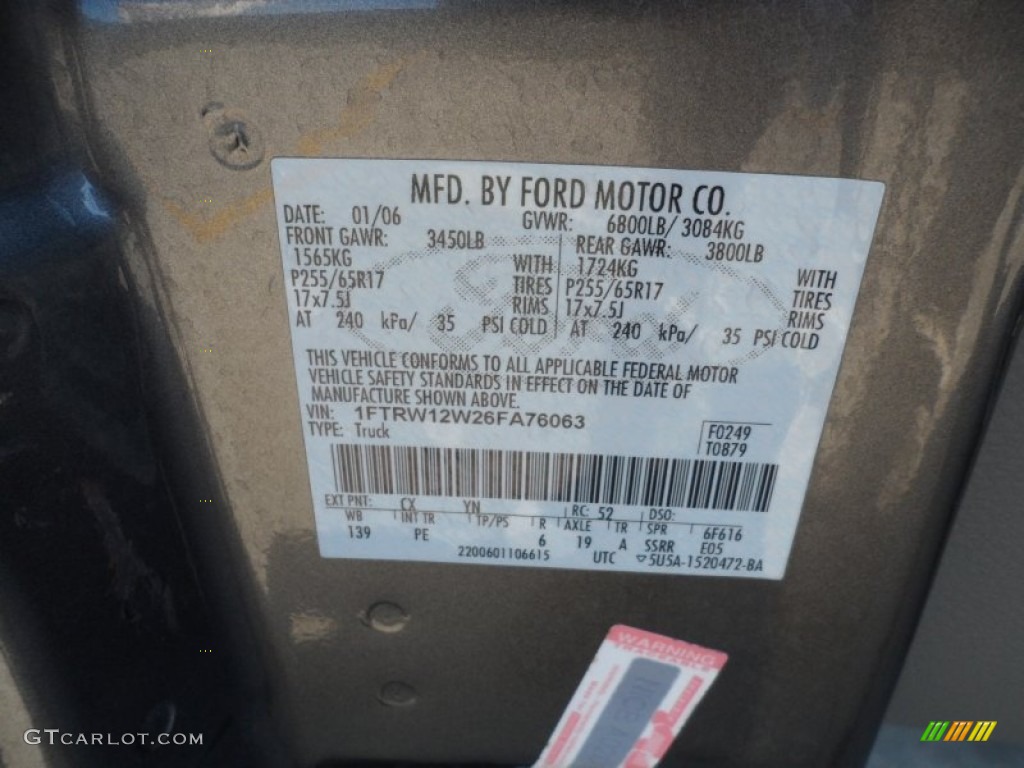 MFD. BY FORD MOTOR CO.
DATE: 01/06 GVWR: 6800LB/ 3084KG
FRONT GAWR: 3450LB REAR GAWR: 3800LB
1565KG WITH 1724KG WITH
P255/65R17 TIRES P255/65R17 TIRES
17x7.5J RIMS 17x7.5J RIMS
AT 240 kPa/ 35 PSI COLD AT 240 kPa/ 35 PSI COLD
THIS VEHICLE CONFORMS TO ALL APPLICABLE FEDERAL MOTOR
VEHICLE SAFETY STANDARDS IN EFFECT ON THE DATE OF
MANUFACTURE SHOWN ABOVE.
VIN: 1FTRW12W26FA76063
TYPE: Truck
F0249
T0879
EXT PNT: CX YN RC: 52 DSO:
WB INT TR TP/PS R AXLE TR SPR 6F616
139 PE 6 19 A SSRR E05
2200601106615 UTC ▽5U5A-1520472-BA
WARNING
GTCARLOT.COM